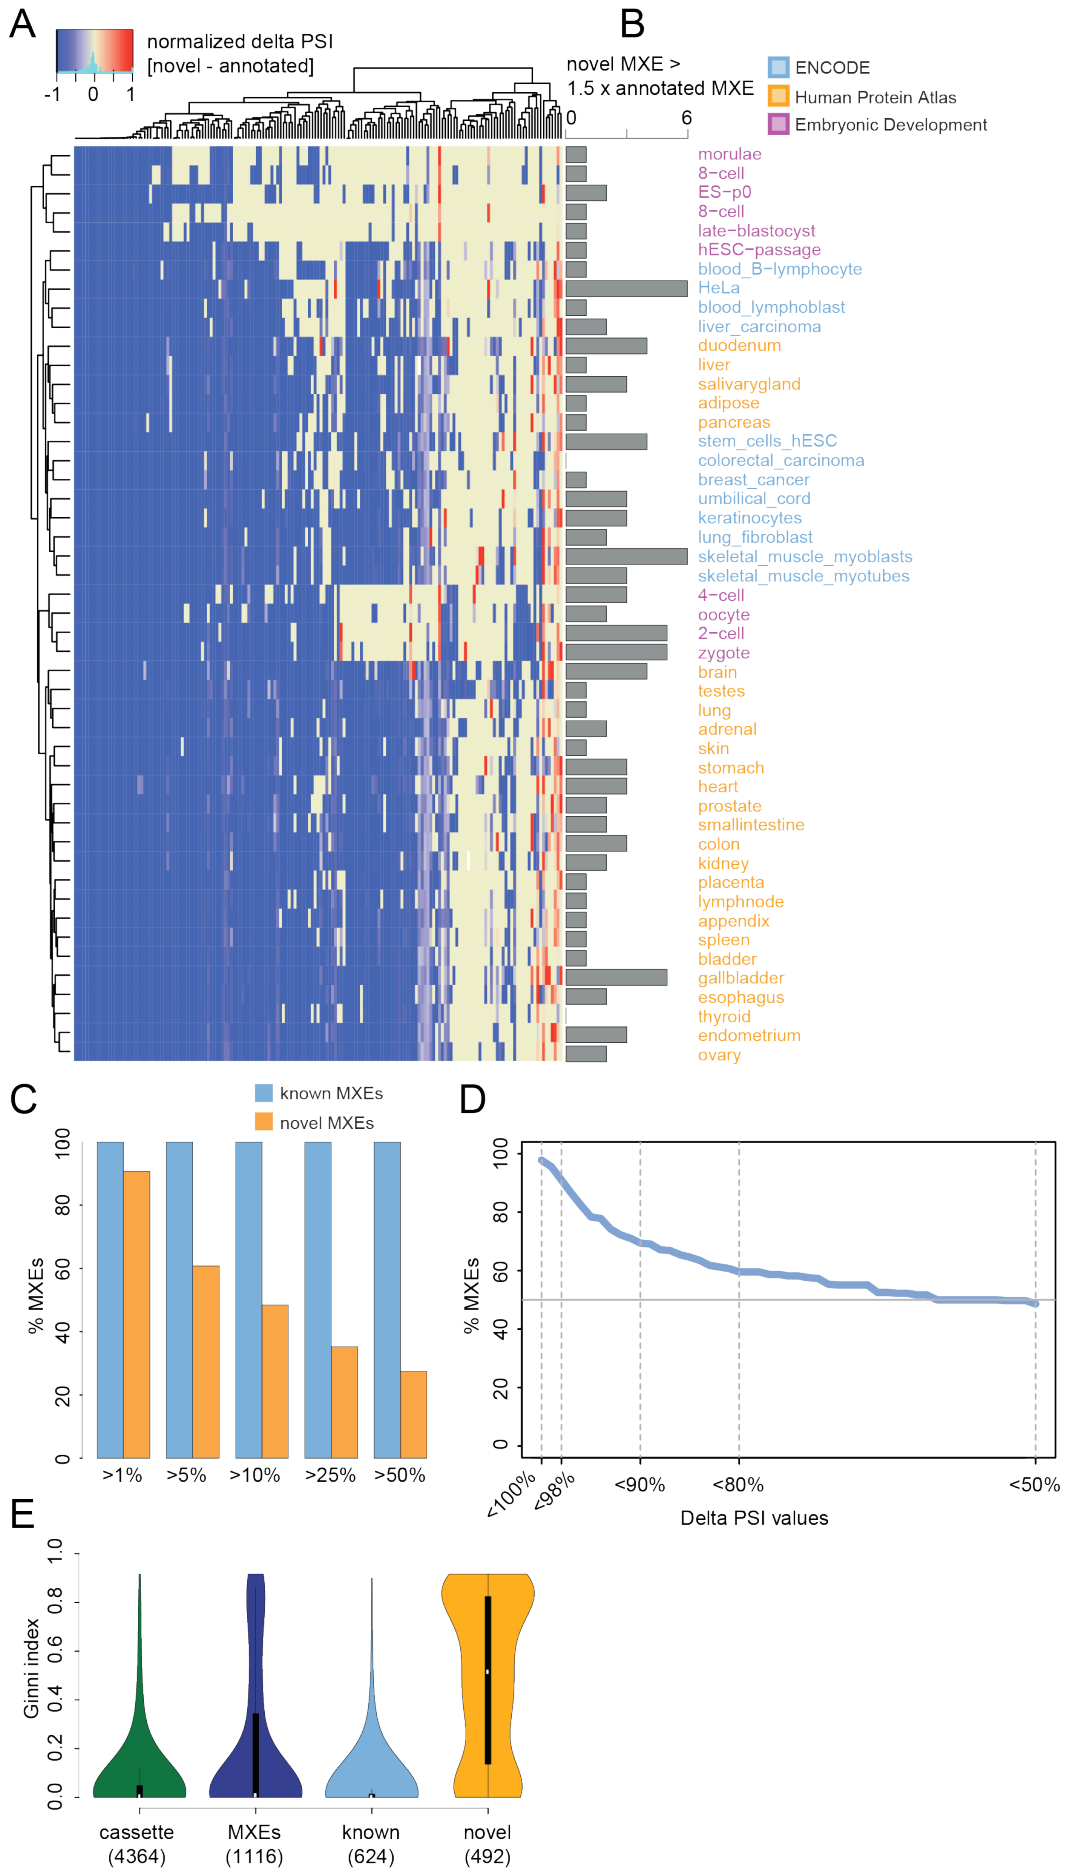 A
B
normalized delta PSI
[novel - annotated]
-1 0 1
novel MXE >
1.5 x annotated MXE
0 6
ENCODE
Human Protein Atlas
Embryonic Development
morulae
8−cell
ES−p0
8−cell
late−blastocyst
hESC−passage
blood_B−lymphocyte
HeLa
blood_lymphoblast
liver_carcinoma
duodenum
liver
salivarygland
adipose
pancreas
stem_cells_hESC
colorectal_carcinoma
breast_cancer
umbilical_cord
keratinocytes
lung_fibroblast
skeletal_muscle_myoblasts
skeletal_muscle_myotubes
4−cell
oocyte
2−cell
zygote
brain
testes
lung
adrenal
skin
stomach
heart
prostate
smallintestine
colon
kidney
placenta
lymphnode
appendix
spleen
bladder
gallbladder
esophagus
thyroid
endometrium
ovary
C
known MXEs
novel MXEs
% MXEs
100
80
60
40
20
0
>1% >5% >10% >25% >50%
D
% MXEs
100
80
60
40
20
0
<100% <98% <90% <80% <50%
Delta PSI values
E
Ginni index
1.0
0.8
0.6
0.4
0.2
0.0
cassette MXEs known novel
(4364) (1116) (624) (492)